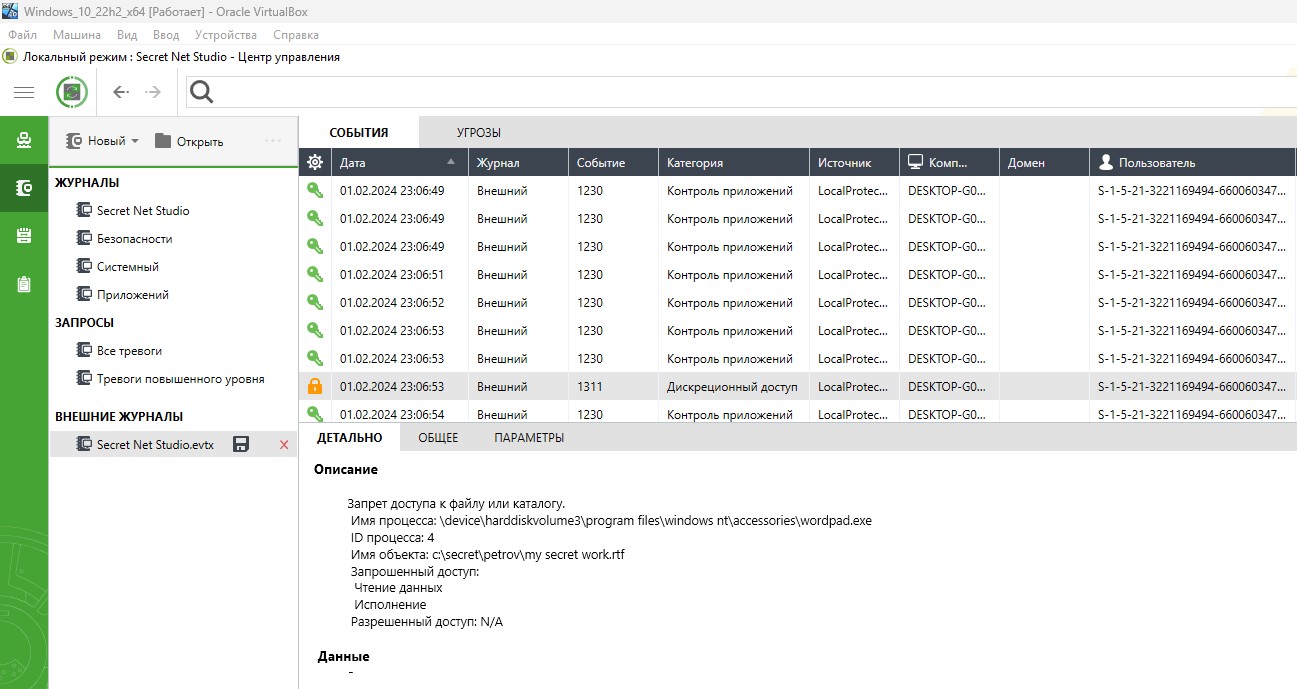 Windows_10_22h2_x64 [Работает] - Oracle VirtualBox
Файл Машина Вид Ввод Устройства Справка
Локальный режим : Secret Net Studio - Центр управления
Новый Открыть ...
ЖУРНАЛЫ
Secret Net Studio
Безопасности
Системный
Приложений
ЗАПРОСЫ
Все тревоги
Тревоги повышенного уровня
ВНЕШНИЕ ЖУРНАЛЫ
Secret Net Studio.evtx
СОБЫТИЯ УГРОЗЫ
Дата Журнал Событие Категория Источник Комп... Домен Пользователь
01.02.2024 23:06:49 Внешний 1230 Контроль приложений LocalProtec... DESKTOP-G0... S-1-5-21-3221169494-660060347...
01.02.2024 23:06:49 Внешний 1230 Контроль приложений LocalProtec... DESKTOP-G0... S-1-5-21-3221169494-660060347...
01.02.2024 23:06:49 Внешний 1230 Контроль приложений LocalProtec... DESKTOP-G0... S-1-5-21-3221169494-660060347...
01.02.2024 23:06:51 Внешний 1230 Контроль приложений LocalProtec... DESKTOP-G0... S-1-5-21-3221169494-660060347...
01.02.2024 23:06:52 Внешний 1230 Контроль приложений LocalProtec... DESKTOP-G0... S-1-5-21-3221169494-660060347...
01.02.2024 23:06:53 Внешний 1230 Контроль приложений LocalProtec... DESKTOP-G0... S-1-5-21-3221169494-660060347...
01.02.2024 23:06:53 Внешний 1230 Контроль приложений LocalProtec... DESKTOP-G0... S-1-5-21-3221169494-660060347...
01.02.2024 23:06:53 Внешний 1311 Дискреционный доступ LocalProtec... DESKTOP-G0... S-1-5-21-3221169494-660060347...
01.02.2024 23:06:54 Внешний 1230 Контроль приложений LocalProtec... DESKTOP-G0... S-1-5-21-3221169494-660060347...
ДЕТАЛЬНО ОБЩЕЕ ПАРАМЕТРЫ
Описание
Запрет доступа к файлу или каталогу.
Имя процесса: \device\harddiskvolume3\program files\windows nt\accessories\wordpad.exe
ID процесса: 4
Имя объекта: c:\secret\petrov\my secret work.rtf
Запрошенный доступ:
Чтение данных
Исполнение
Разрешенный доступ: N/A
Данные
-